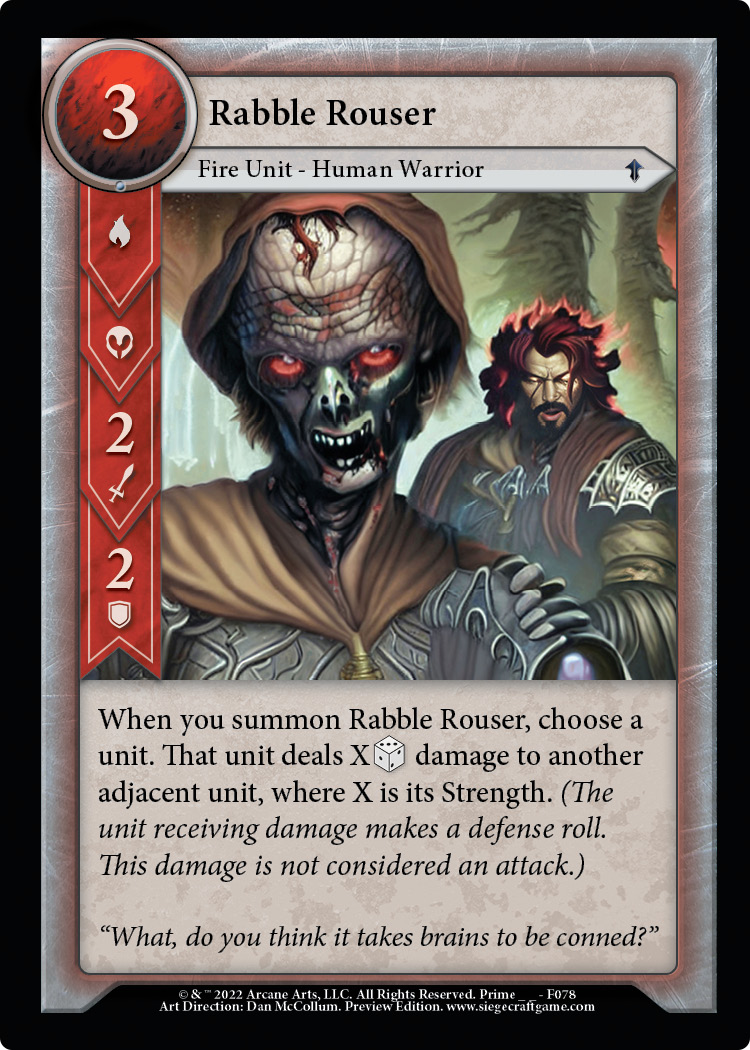 3
Rabble Rouser
Fire Unit - Human Warrior
2
2
When you summon Rabble Rouser, choose a
unit. That unit deals X damage to another
adjacent unit, where X is its Strength. (The
unit receiving damage makes a defense roll.
This damage is not considered an attack.)
“What, do you think it takes brains to be conned?”
© & ™ 2022 Arcane Arts, LLC. All Rights Reserved. Prime _ _ - F078
Art Direction: Dan McCollum. Preview Edition. www.siegecraftgame.com